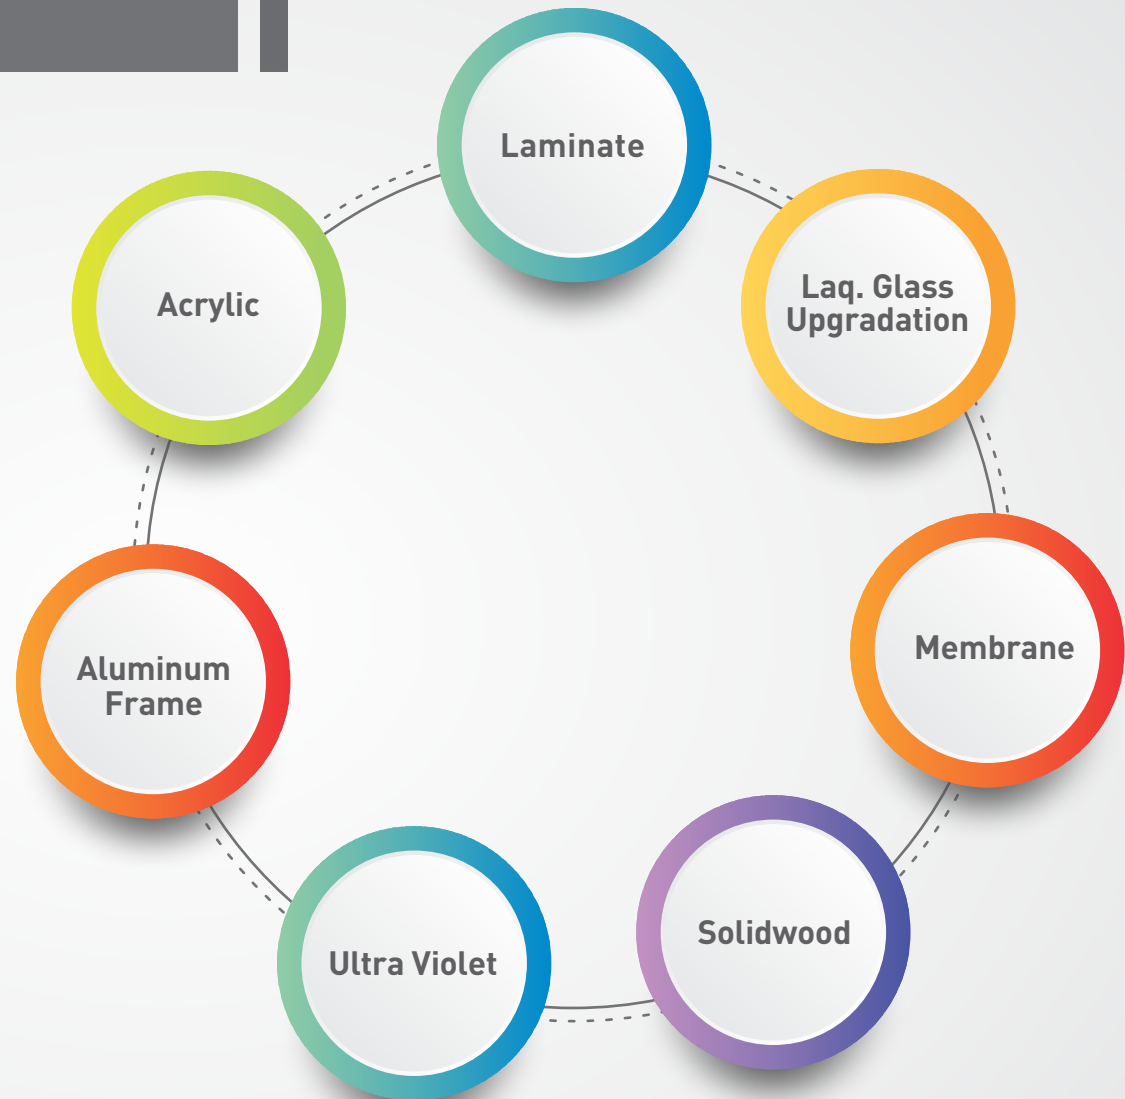 Laminate
Laq. Glass
Upgradation
Membrane
Solidwood
Ultra Violet
Aluminum
Frame
Acrylic